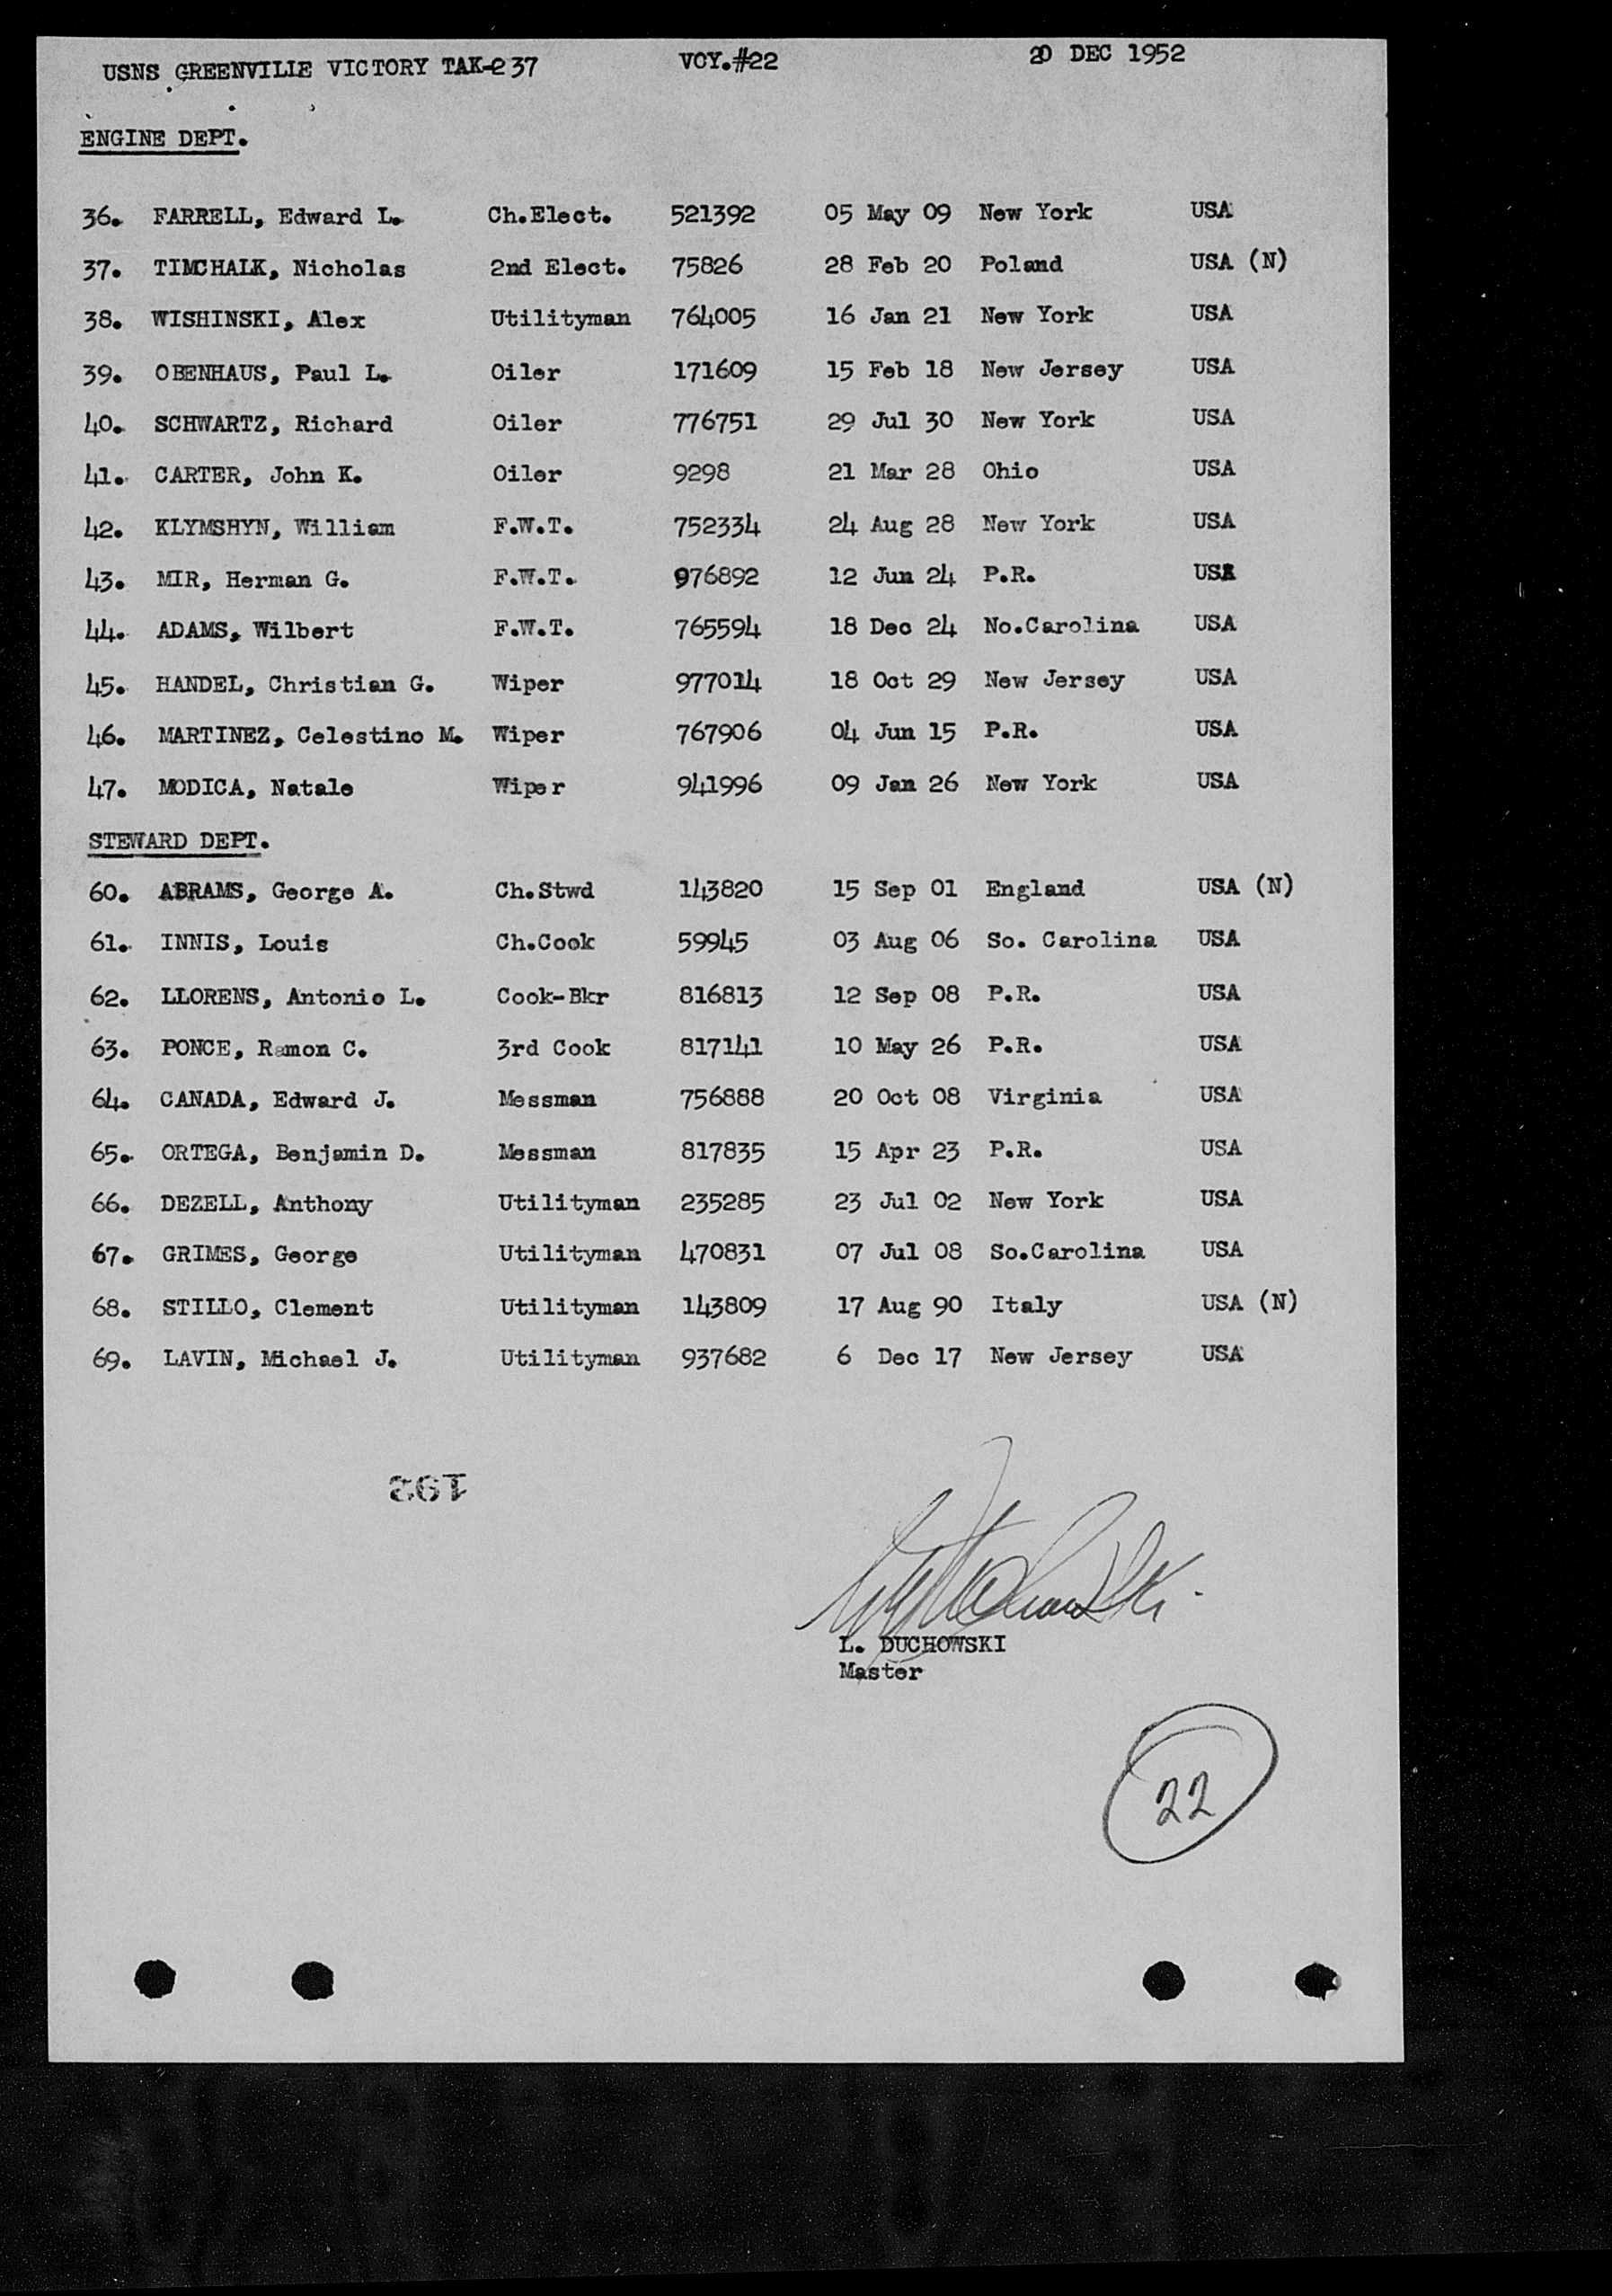 USNS GREENVILLE VICTORY TAK-237 VOY.#22 20 DEC 1952
ENGINE DEPT.
36. FARRELL, Edward L. Ch.Elect. 521392 05 May 09 New York USA
37. TIMCHALK, Nicholas 2nd Elect. 75826 28 Feb 20 Poland USA (N)
38. WISHINSKI, Alex Utilityman 764005 16 Jan 21 New York USA
39. OBENHAUS, Paul L. Oiler 171609 15 Feb 18 New Jersey USA
40. SCHWARTZ, Richard Oiler 776751 29 Jul 30 New York USA
41. CARTER, John K. Oiler 9298 21 Mar 28 Ohio USA
42. KLYMSHYN, William F.W.T. 752334 24 Aug 28 New York USA
43. MIR, Herman G. F.W.T. 976892 12 Jun 24 P.R. USA
44. ADAMS, Wilbert F.W.T. 765594 18 Dec 24 No.Carolina USA
45. HANDEL, Christian G. Wiper 977014 18 Oct 29 New Jersey USA
46. MARTINEZ, Celestino M. Wiper 767906 04 Jun 15 P.R. USA
47. MODICA, Natale Wiper 941996 09 Jan 26 New York USA
STEWARD DEPT.
60. ABRAMS, George A. Ch.Stwd 143820 15 Sep 01 England USA (N)
61. INNIS, Louis Ch.Cook 59945 03 Aug 06 So. Carolina USA
62. LLORENS, Antonio L. Cook-Bkr 816813 12 Sep 08 P.R. USA
63. PONCE, Ramon C. 3rd Cook 817141 10 May 26 P.R. USA
64. CANADA, Edward J. Messman 756888 20 Oct 08 Virginia USA
65. ORTEGA, Benjamin D. Messman 817835 15 Apr 23 P.R. USA
66. DEZELL, Anthony Utilityman 235285 23 Jul 02 New York USA
67. GRIMES, George Utilityman 470831 07 Jul 08 So.Carolina USA
68. STILLO, Clement Utilityman 143809 17 Aug 90 Italy USA (N)
69. LAVIN, Michael J. Utilityman 937682 6 Dec 17 New Jersey USA
193
L. DUCHOWSKI
Master
22